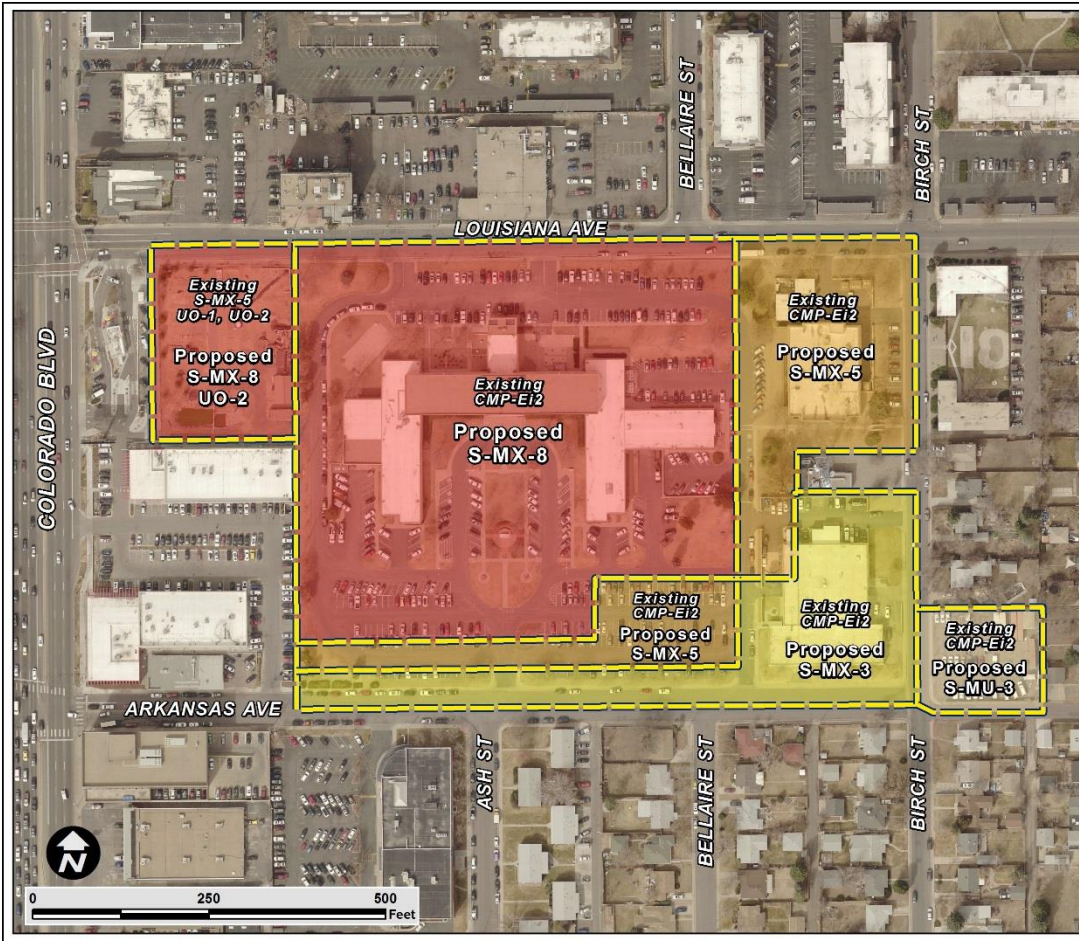 BELLAIRE ST
BIRCH ST
LOUISIANA AVE
COLORADO BLVD
Existing
S-MX-5
UO-1, UO-2
Proposed
S-MX-8
UO-2
Existing
CMP-Ei2
Proposed
S-MX-8
Existing
CMP-Ei2
Proposed
S-MX-5
Existing
CMP-Ei2
Proposed
S-MX-5
Existing
CMP-Ei2
Proposed
S-MX-3
Existing
CMP-Ei2
Proposed
S-MU-3
ARKANSAS AVE
ASH ST
BELLAIRE ST
BIRCH ST
N
0 250 500
Feet